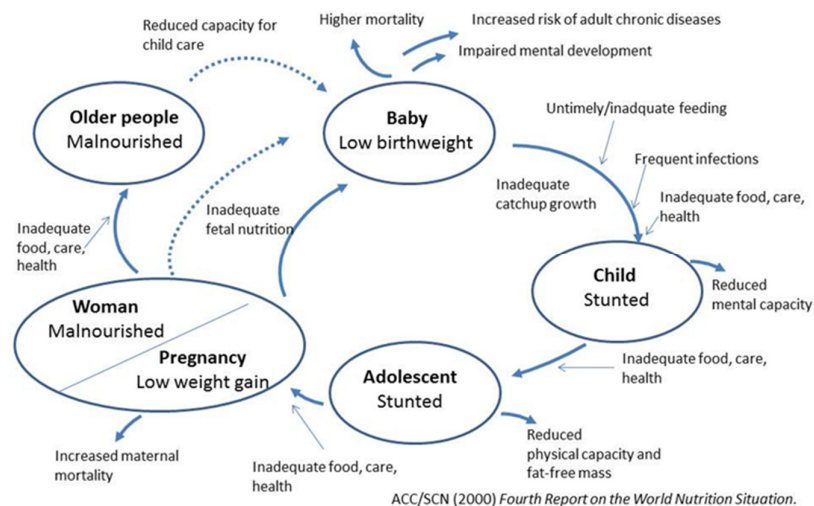 Reduced capacity for
child care
Higher mortality
Increased risk of adult chronic diseases
Impaired mental development
Older people
Malnourished
Baby
Low birthweight
Untimely/inadquate feeding
Frequent infections
Inadequate
catchup growth
Inadequate food, care,
health
Inadequate
fetal nutrition
Inadequate
food, care,
health
Child
Stunted
Reduced
mental capacity
Woman
Malnourished
Pregnancy
Low weight gain
Adolescent
Stunted
Inadequate food, care,
health
Reduced
physical capacity and
fat-free mass
Increased maternal
mortality
Inadequate food, care,
health
ACC/SCN (2000) Fourth Report on the World Nutrition Situation.